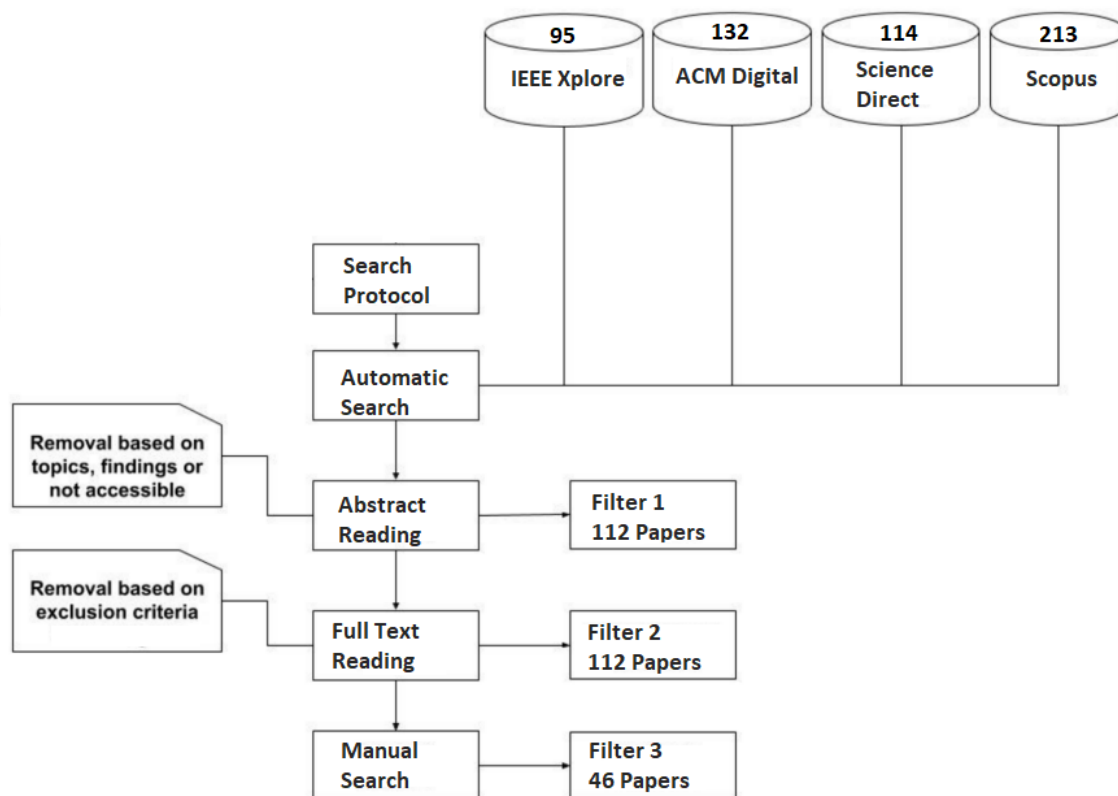 95
IEEE Xplore
132
ACM Digital
114
Science
Direct
213
Scopus
Search
Protocol
Automatic
Search
Removal based on
topics, findings or
not accessible
Abstract
Reading
Filter 1
112 Papers
Removal based on
exclusion criteria
Full Text
Reading
Filter 2
112 Papers
Manual
Search
Filter 3
46 Papers